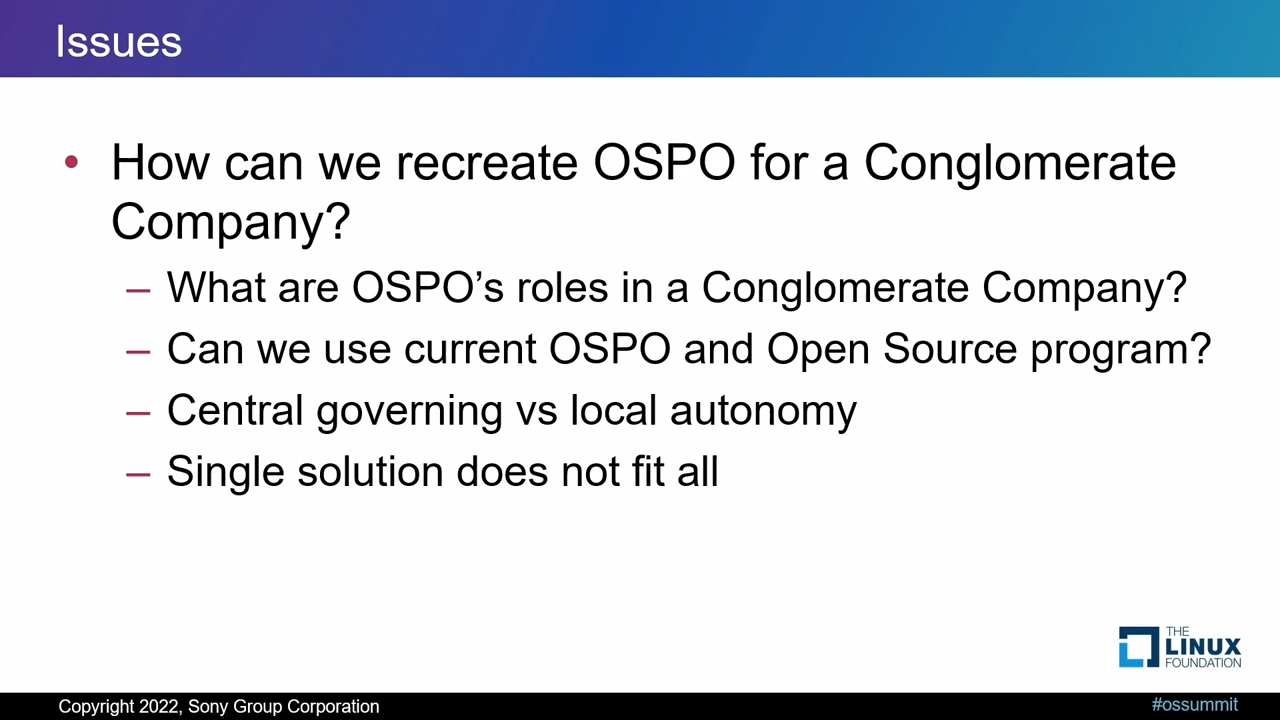 Issues
• How can we recreate OSPO for a Conglomerate
Company?
– What are OSPO’s roles in a Conglomerate Company?
– Can we use current OSPO and Open Source program?
– Central governing vs local autonomy
– Single solution does not fit all
THE
LINUX
FOUNDATION
Copyright 2022, Sony Group Corporation
#ossummit